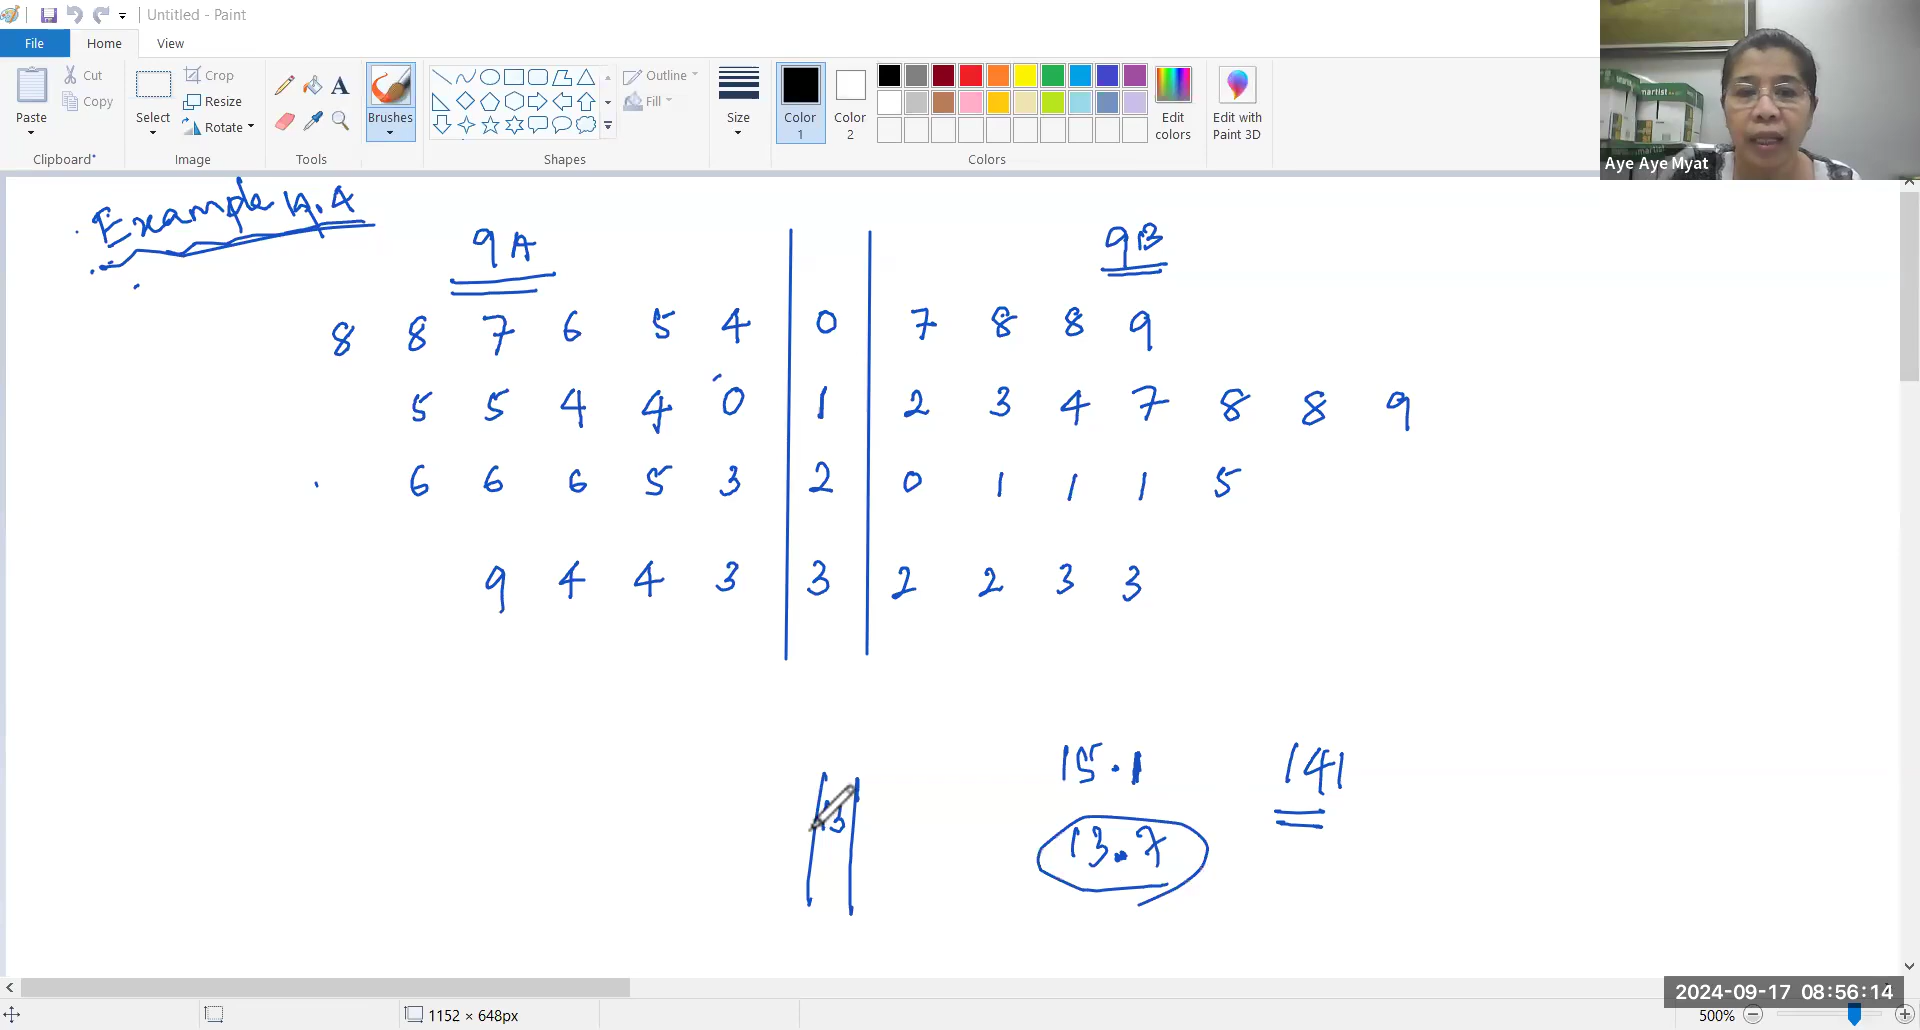 Untitled - Paint
File Home View
Cut
Copy
Paste
Clipboard
Crop
Resize
Rotate
Select
Image
Tools
Brushes
Outline
Fill
Shapes
Size
Color 1
Color 2
Edit colors
Edit with Paint 3D
Colors
Aye Aye Myat
martist
Example 14.4
9A 9B
8 8 7 6 5 4 0 7 8 8 9
5 5 4 4 0 1 2 3 4 7 8 8 9
6 6 6 5 3 2 0 1 1 1 5
9 4 4 3 3 2 2 3 3
15.1 141
13
13.7
2024-09-17 08:56:14
1152 × 648px
500%